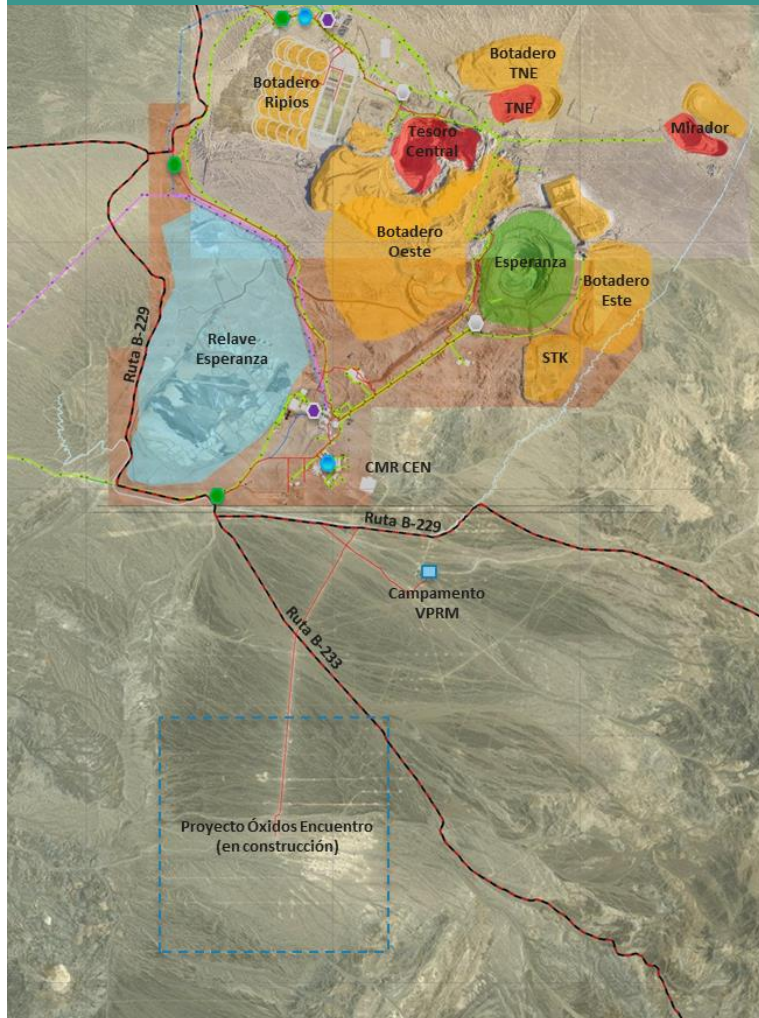 Botadero
TNE
Botadero
Ripios
TNE
Tesoro
Central
Mirador
Botadero
Oeste
Esperanza
Botadero
Este
Ruta B-229
Relave
Esperanza
STK
CMR CEN
Ruta B-229
Campamento
VPRM
Ruta B-233
Proyecto Óxidos Encuentro
(en construcción)